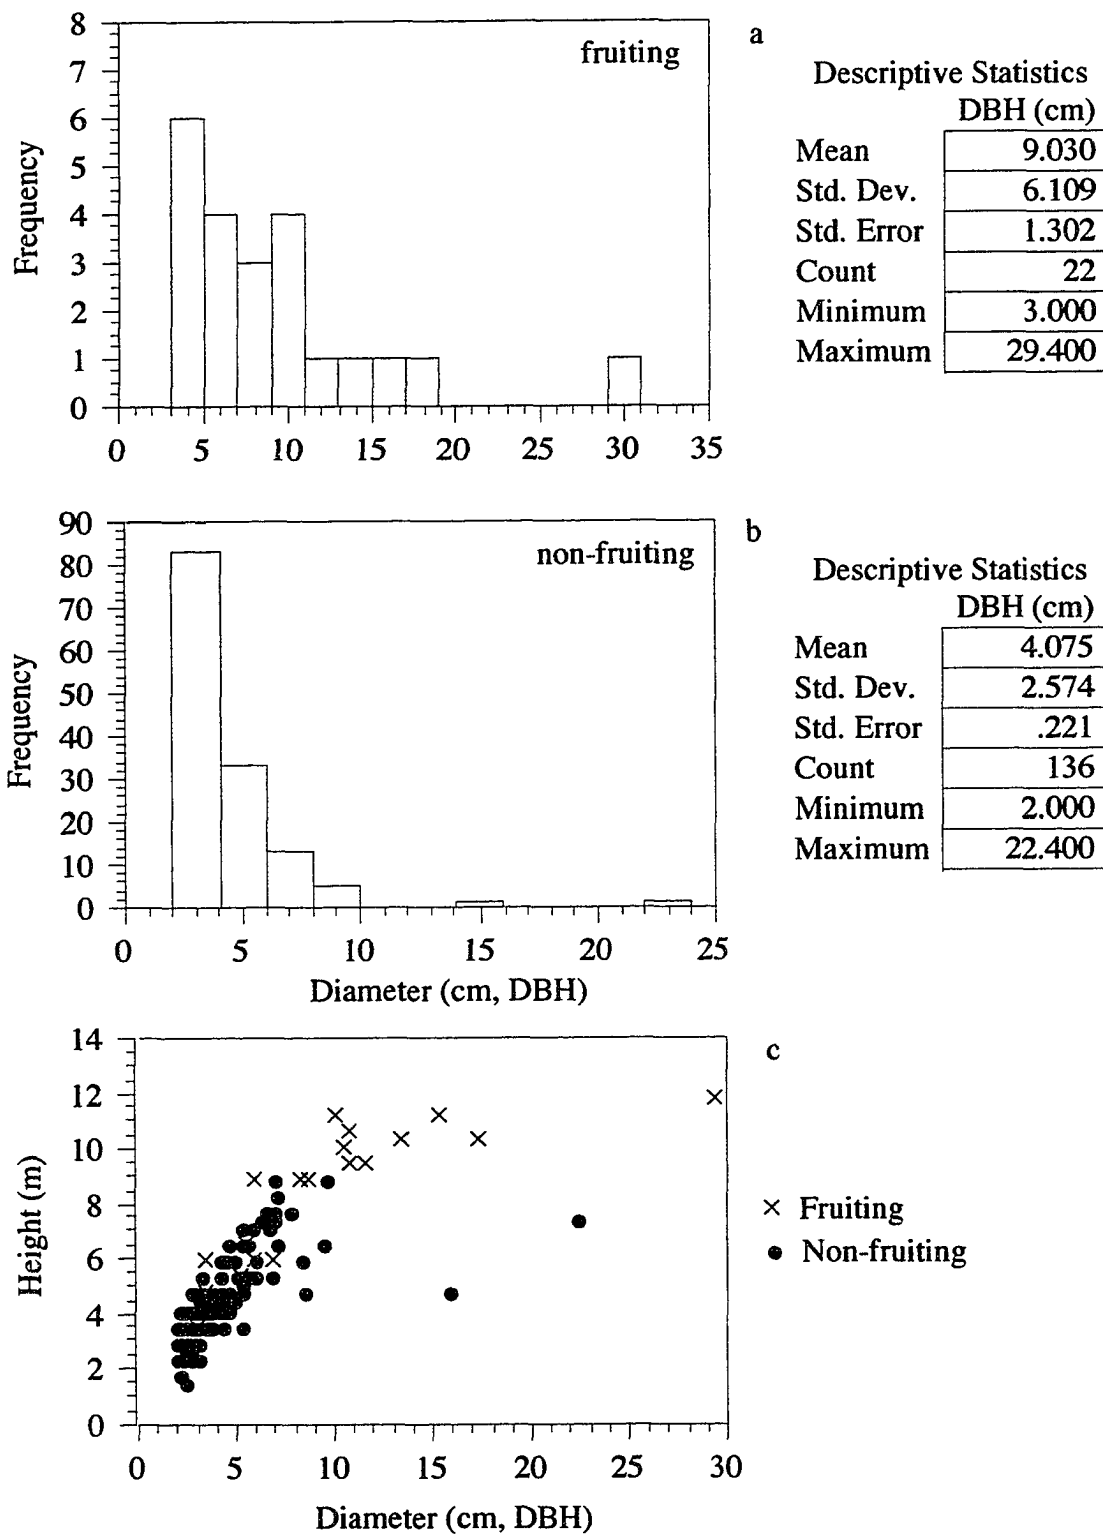 8
7
6
5
4
3
2
1
0
Frequency
fruiting
0 5 10 15 20 25 30 35
a
Descriptive Statistics
DBH (cm)
Mean 9.030
Std. Dev. 6.109
Std. Error 1.302
Count 22
Minimum 3.000
Maximum 29.400
90
80
70
60
50
40
30
20
10
0
Frequency
non-fruiting
0 5 10 15 20 25
Diameter (cm, DBH)
b
Descriptive Statistics
DBH (cm)
Mean 4.075
Std. Dev. 2.574
Std. Error .221
Count 136
Minimum 2.000
Maximum 22.400
14
12
10
8
6
4
2
0
Height (m)
0 5 10 15 20 25 30
Diameter (cm, DBH)
c
Fruiting
Non-fruiting